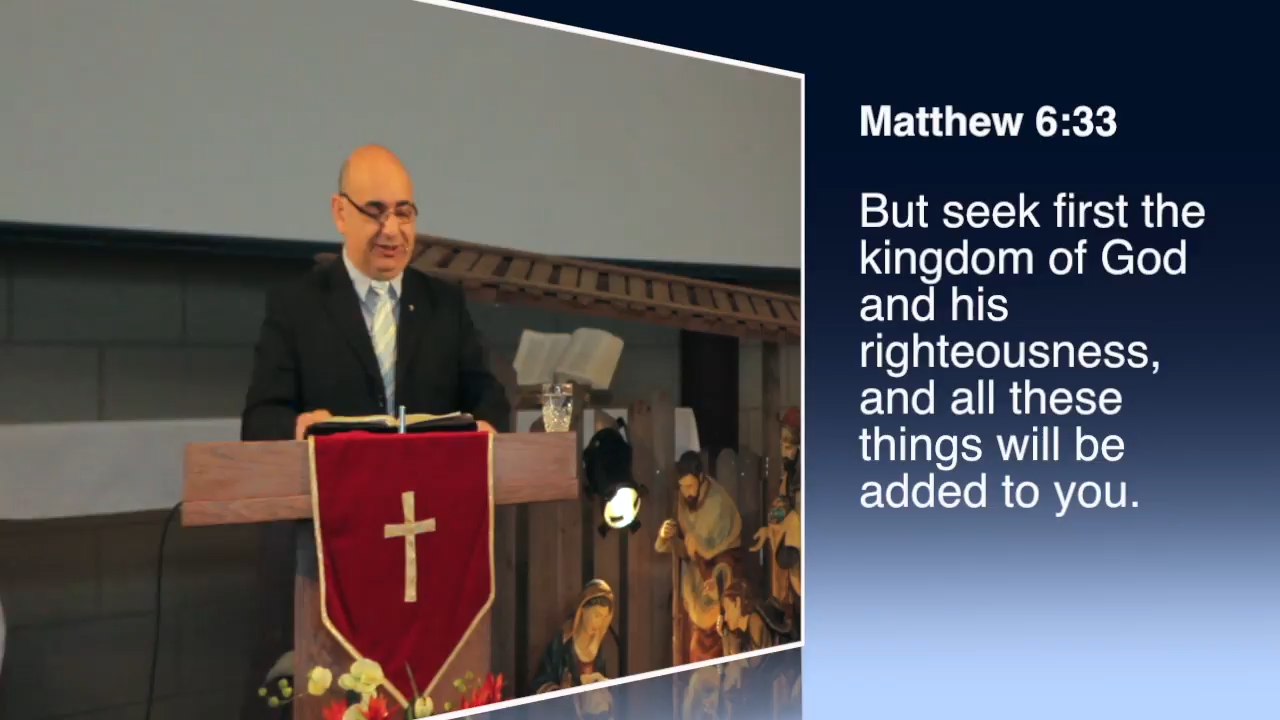 Matthew 6:33
But seek first the
kingdom of God
and his
righteousness,
and all these
things will be
added to you.